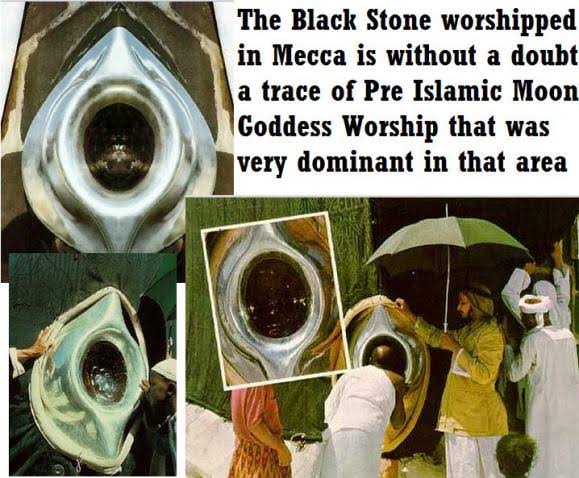 The Black Stone worshipped
in Mecca is without a doubt
a trace of Pre Islamic Moon
Goddess Worship that was
very dominant in that area